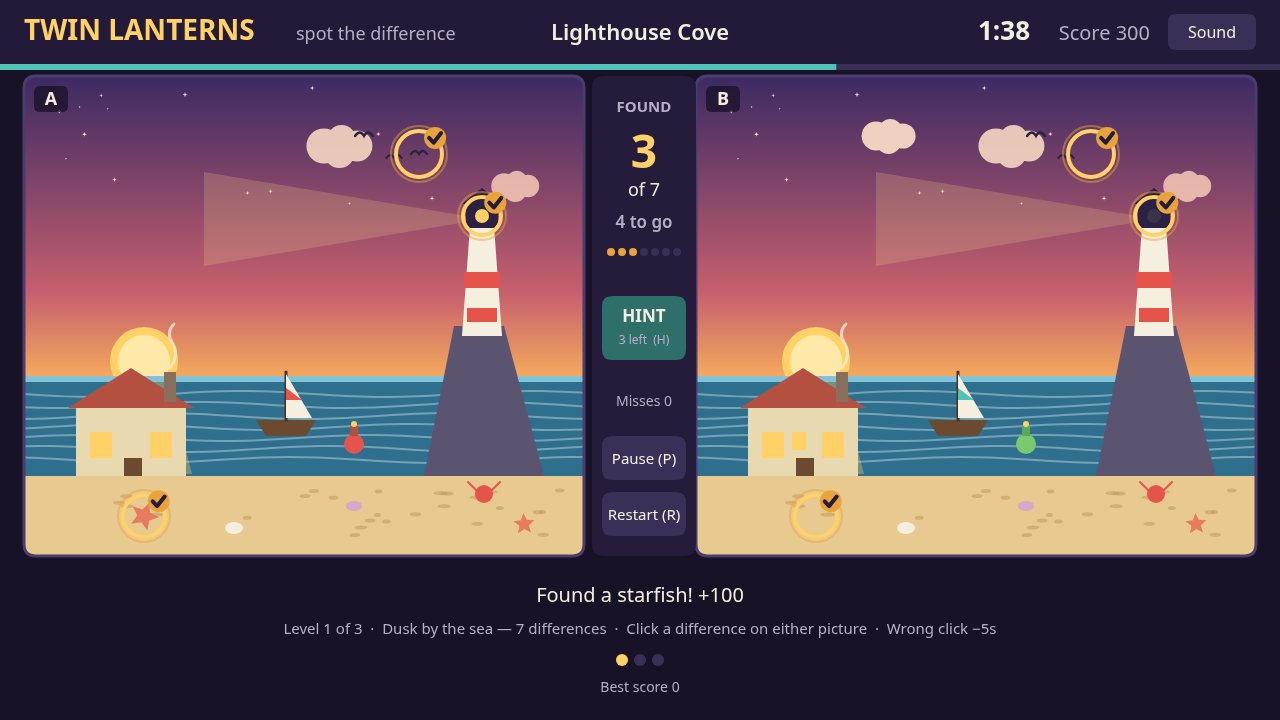 TWIN LANTERNS spot the difference Lighthouse Cove 1:38 Score 300 Sound
A
B
FOUND
3
of 7
4 to go
HINT
3 left (H)
Misses 0
Pause (P)
Restart (R)
Found a starfish! +100
Level 1 of 3 · Dusk by the sea — 7 differences · Click a difference on either picture · Wrong click −5s
Best score 0